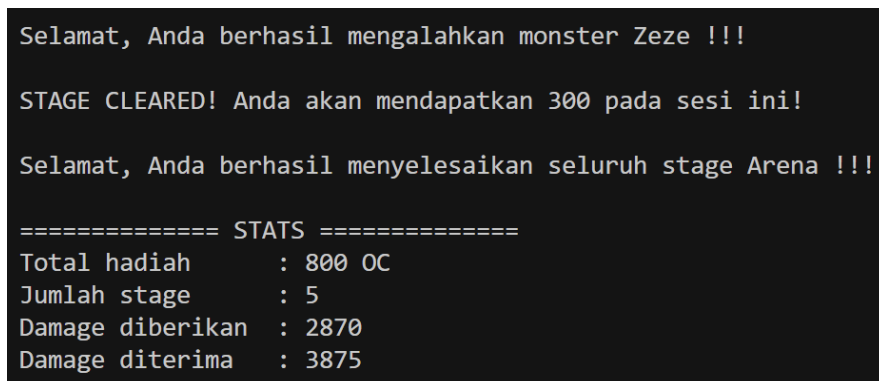 Selamat, Anda berhasil mengalahkan monster Zeze !!!
STAGE CLEARED! Anda akan mendapatkan 300 pada sesi ini!
Selamat, Anda berhasil menyelesaikan seluruh stage Arena !!!
============== STATS ==============
Total hadiah : 800 OC
Jumlah stage : 5
Damage diberikan : 2870
Damage diterima : 3875